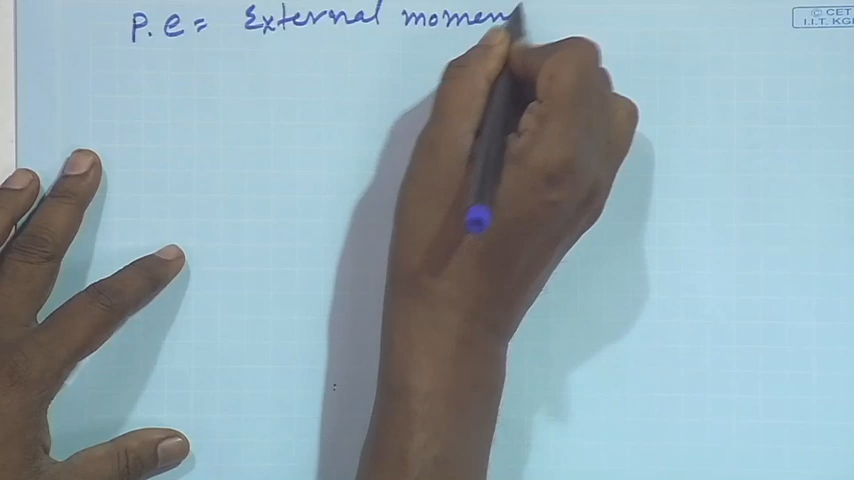 P.e = External momen
© CET
I.I.T. KGP